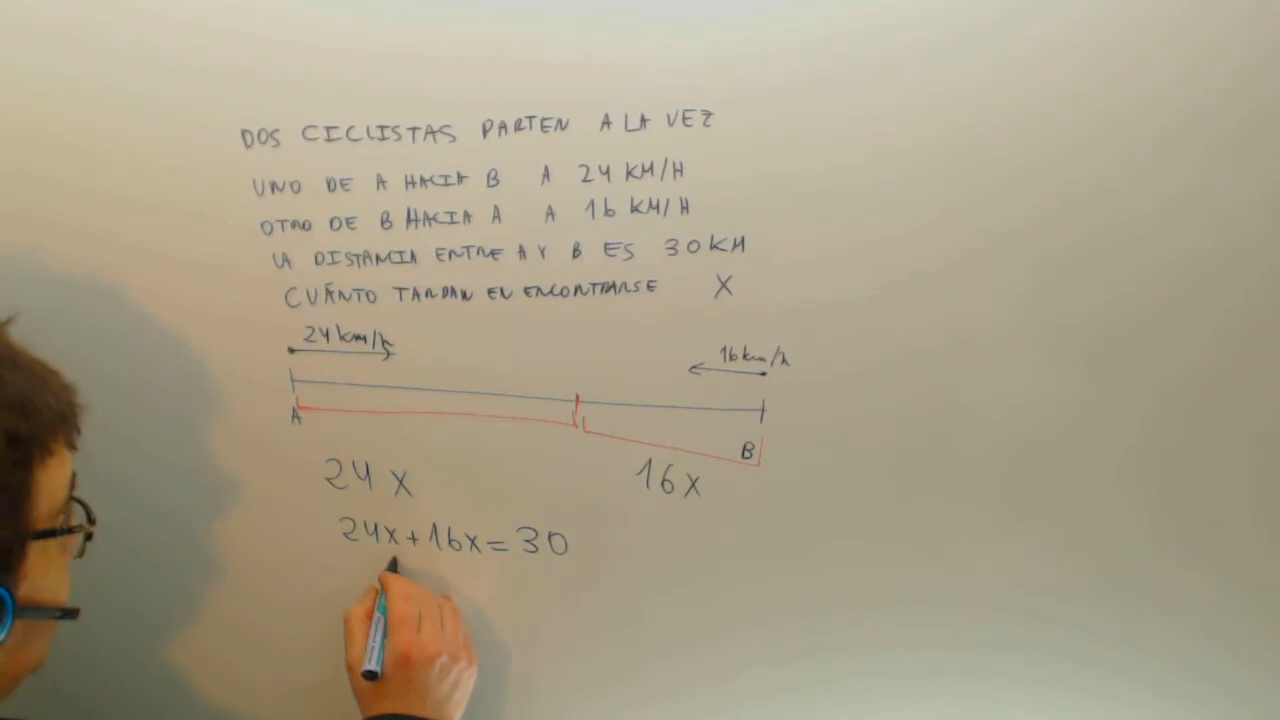 DOS CICLISTAS PARTEN A LA VEZ
UNO DE A HACIA B A 24 KM/H
OTRO DE B HACIA A A 16 KM/H
LA DISTANCIA ENTRE A Y B ES 30 KM
CUÁNTO TARDAN EN ENCONTRARSE X
24 km/h
16 km/h
A
B
24 x
16 x
24x+16x=30